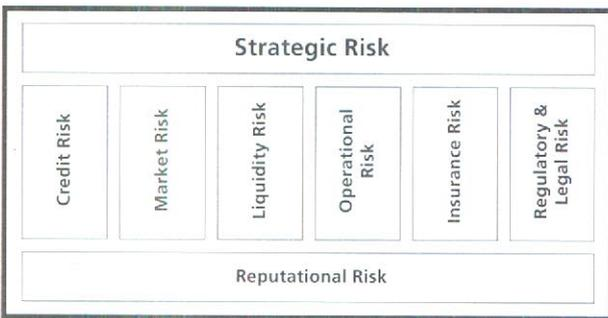 Strategic Risk
Credit Risk
Market Risk
Liquidity Risk
Operational
Risk
Insurance Risk
Regulatory &
Legal Risk
Reputational Risk